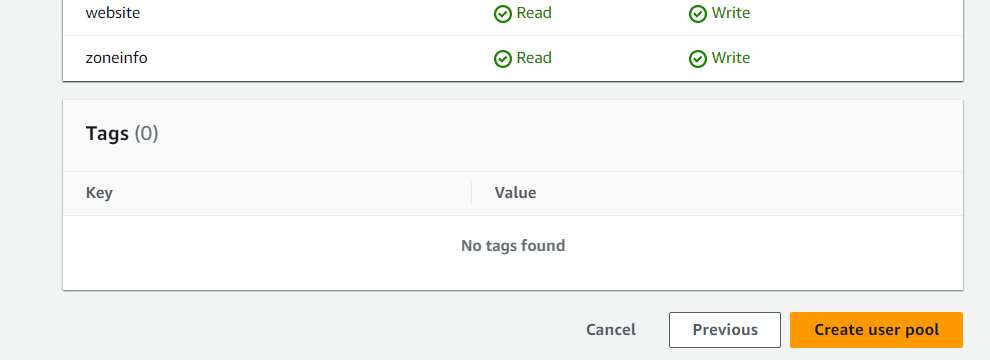 website Read Write
zoneinfo Read Write
Tags (0)
Key Value
No tags found
Cancel Previous Create user pool